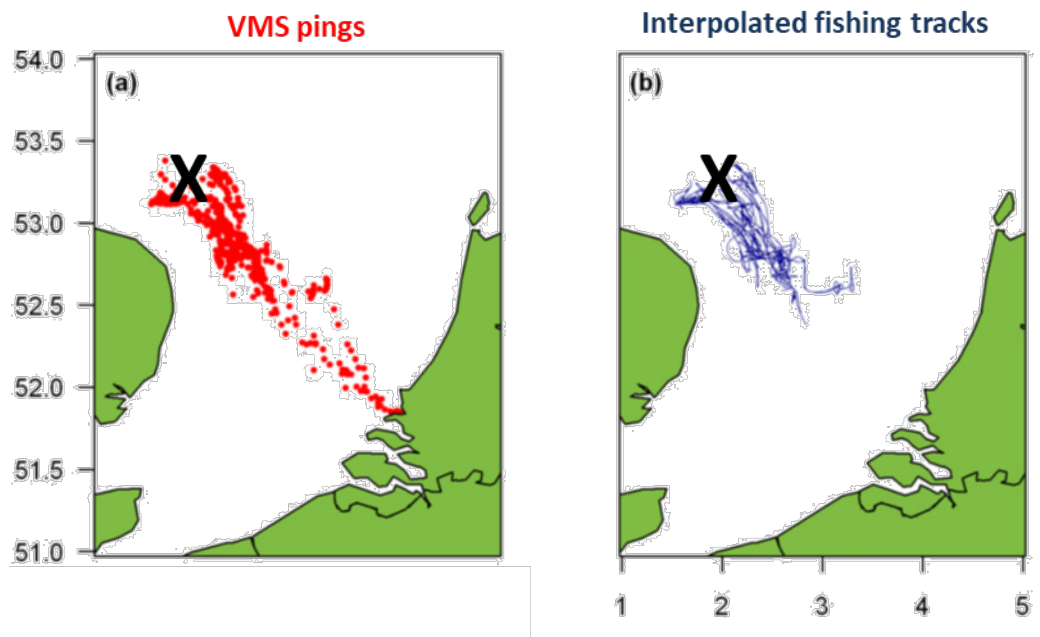 VMS pings
Interpolated fishing tracks
(a)
(b)
54.0
53.5
53.0
52.5
52.0
51.5
51.0
X
X
1 2 3 4 5